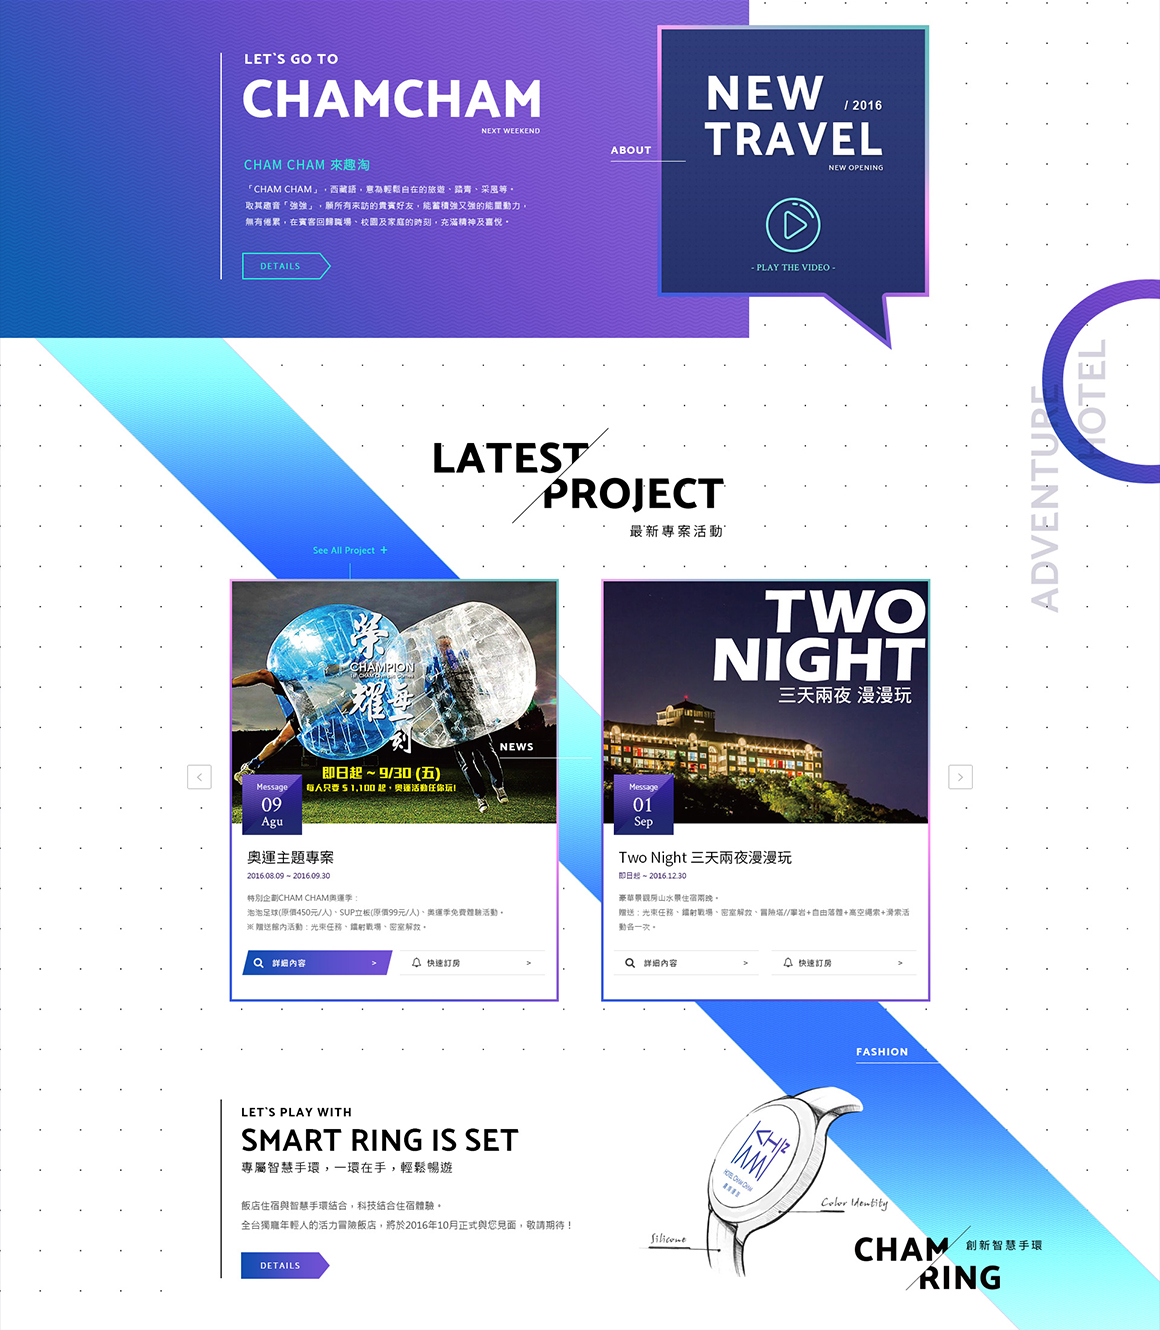 LET`S GO TO
CHAMCHAM
NEXT WEEKEND
CHAM CHAM 來趣淘
「CHAM CHAM」，西藏語，意為輕鬆自在的旅遊、踏青、采風等。
取其趣音「強強」，願所有來訪的貴賓好友，能蓄積強又強的能量動力，
無有倦累，在賓客回歸職場、校園及家庭的時刻，充滿精神及喜悅。
DETAILS
ABOUT
NEW / 2016
TRAVEL
NEW OPENING
- PLAY THE VIDEO -
HOTEL
ADVENTURE
LATEST
PROJECT
最新專案活動
See All Project +
榮耀
CHAMPION
每一刻
即日起 ~ 9/30 (五)
每人只要 $ 1,100 起，奧運活動任你玩!
NEWS
Message
09
Agu
奧運主題專案
2016.08.09 ~ 2016.09.30
特別企劃CHAM CHAM奧運季：
泡泡足球(原價450元/人)、SUP立板(原價99元/人)、奧運季免費體驗活動。
※ 贈送館內活動：光束任務、鐳射戰場、密室解救。
詳細內容 >
快速訂房 >
TWO
NIGHT
三天兩夜 漫漫玩
Message
01
Sep
Two Night 三天兩夜漫漫玩
即日起 ~ 2016.12.30
豪華景觀房山水景住宿兩晚。
贈送：光束任務、鐳射戰場、密室解救、冒險塔//攀岩+自由落體+高空繩索+滑索活
動各一次。
詳細內容 >
快速訂房 >
FASHION
LET`S PLAY WITH
SMART RING IS SET
專屬智慧手環，一環在手，輕鬆暢遊
飯店住宿與智慧手環結合，科技結合住宿體驗。
全台獨寵年輕人的活力冒險飯店，將於2016年10月正式與您見面，敬請期待！
DETAILS
HOTEL CHAM CHAM
Color Identity
Silicone
CHAM
RING
創新智慧手環